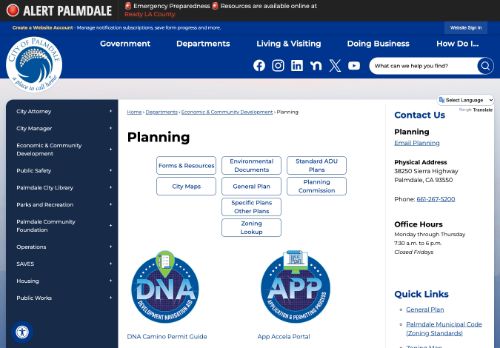 ALERT PALMDALE
🚨 Emergency Preparedness 🚨 Resources are available online at
Ready LA County.
Create a Website Account - Manage notification subscriptions, save form progress and more.
Website Sign In
CITY OF PALMDALE
a place to call home
Government
Departments
Living & Visiting
Doing Business
How Do I...
What can we help you find?
Select Language
Google Translate
City Attorney
City Manager
Economic & Community
Development
Public Safety
Palmdale City Library
Parks and Recreation
Palmdale Community
Foundation
Operations
SAVES
Housing
Public Works
Home › Departments › Economic & Community Development › Planning
Planning
Forms & Resources
Environmental
Documents
Standard ADU
Plans
City Maps
General Plan
Planning
Commission
Specific Plans
Other Plans
Zoning
Lookup
DNA
DEVELOPMENT NAVIGATION AID
DNA Camino Permit Guide
APP
APPLICATION & PERMITTING PROCESS
App Accela Portal
Contact Us
Planning
Email Planning
Physical Address
38250 Sierra Highway
Palmdale, CA 93550
Phone: 661-267-5200
Office Hours
Monday through Thursday
7:30 a.m. to 6 p.m.
Closed Fridays
Quick Links
General Plan
Palmdale Municipal Code
(Zoning Standards)
Zoning Map